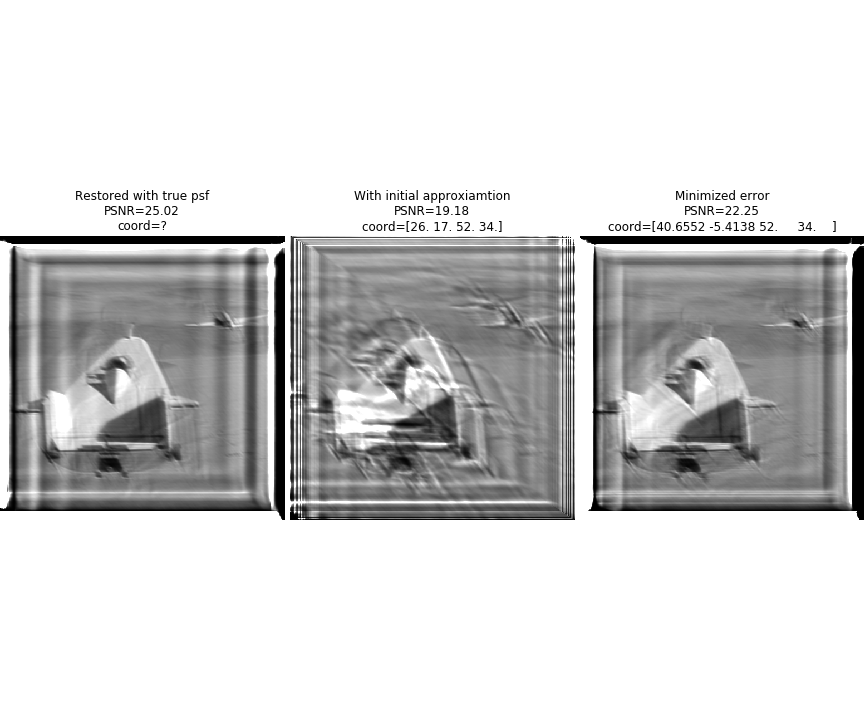 Restored with true psf
PSNR=25.02
coord=?
With initial approxiamtion
PSNR=19.18
coord=[26. 17. 52. 34.]
Minimized error
PSNR=22.25
coord=[40.6552 -5.4138 52.     34.    ]